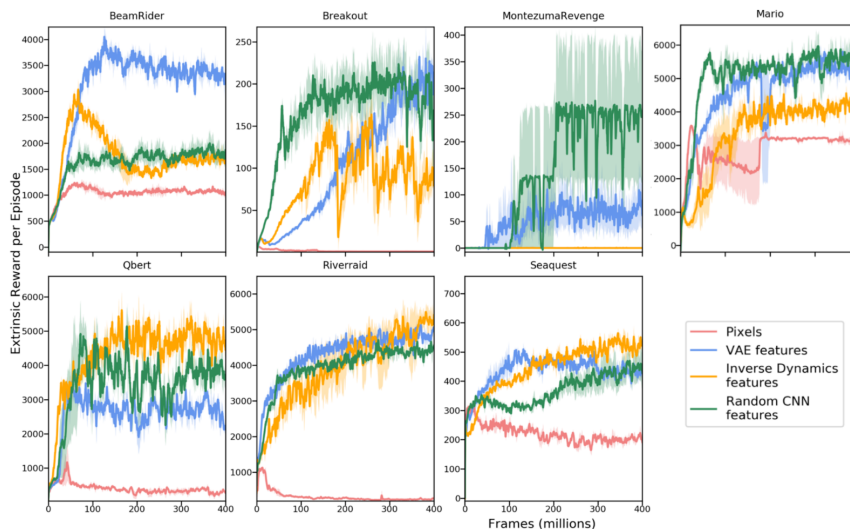 BeamRider
Breakout
MontezumaRevenge
Mario
4000
3500
3000
2500
2000
1500
1000
500
0
250
200
150
100
50
0
400
350
300
250
200
150
100
50
0
6000
5000
4000
3000
2000
1000
0
Extrinsic Reward per Episode
Qbert
Riverraid
Seaquest
6000
5000
4000
3000
2000
1000
0
6000
5000
4000
3000
2000
1000
700
600
500
400
300
200
100
0
0 100 200 300 400
0 100 200 300 400
0 100 200 300 400
Frames (millions)
Pixels
VAE features
Inverse Dynamics
features
Random CNN
features